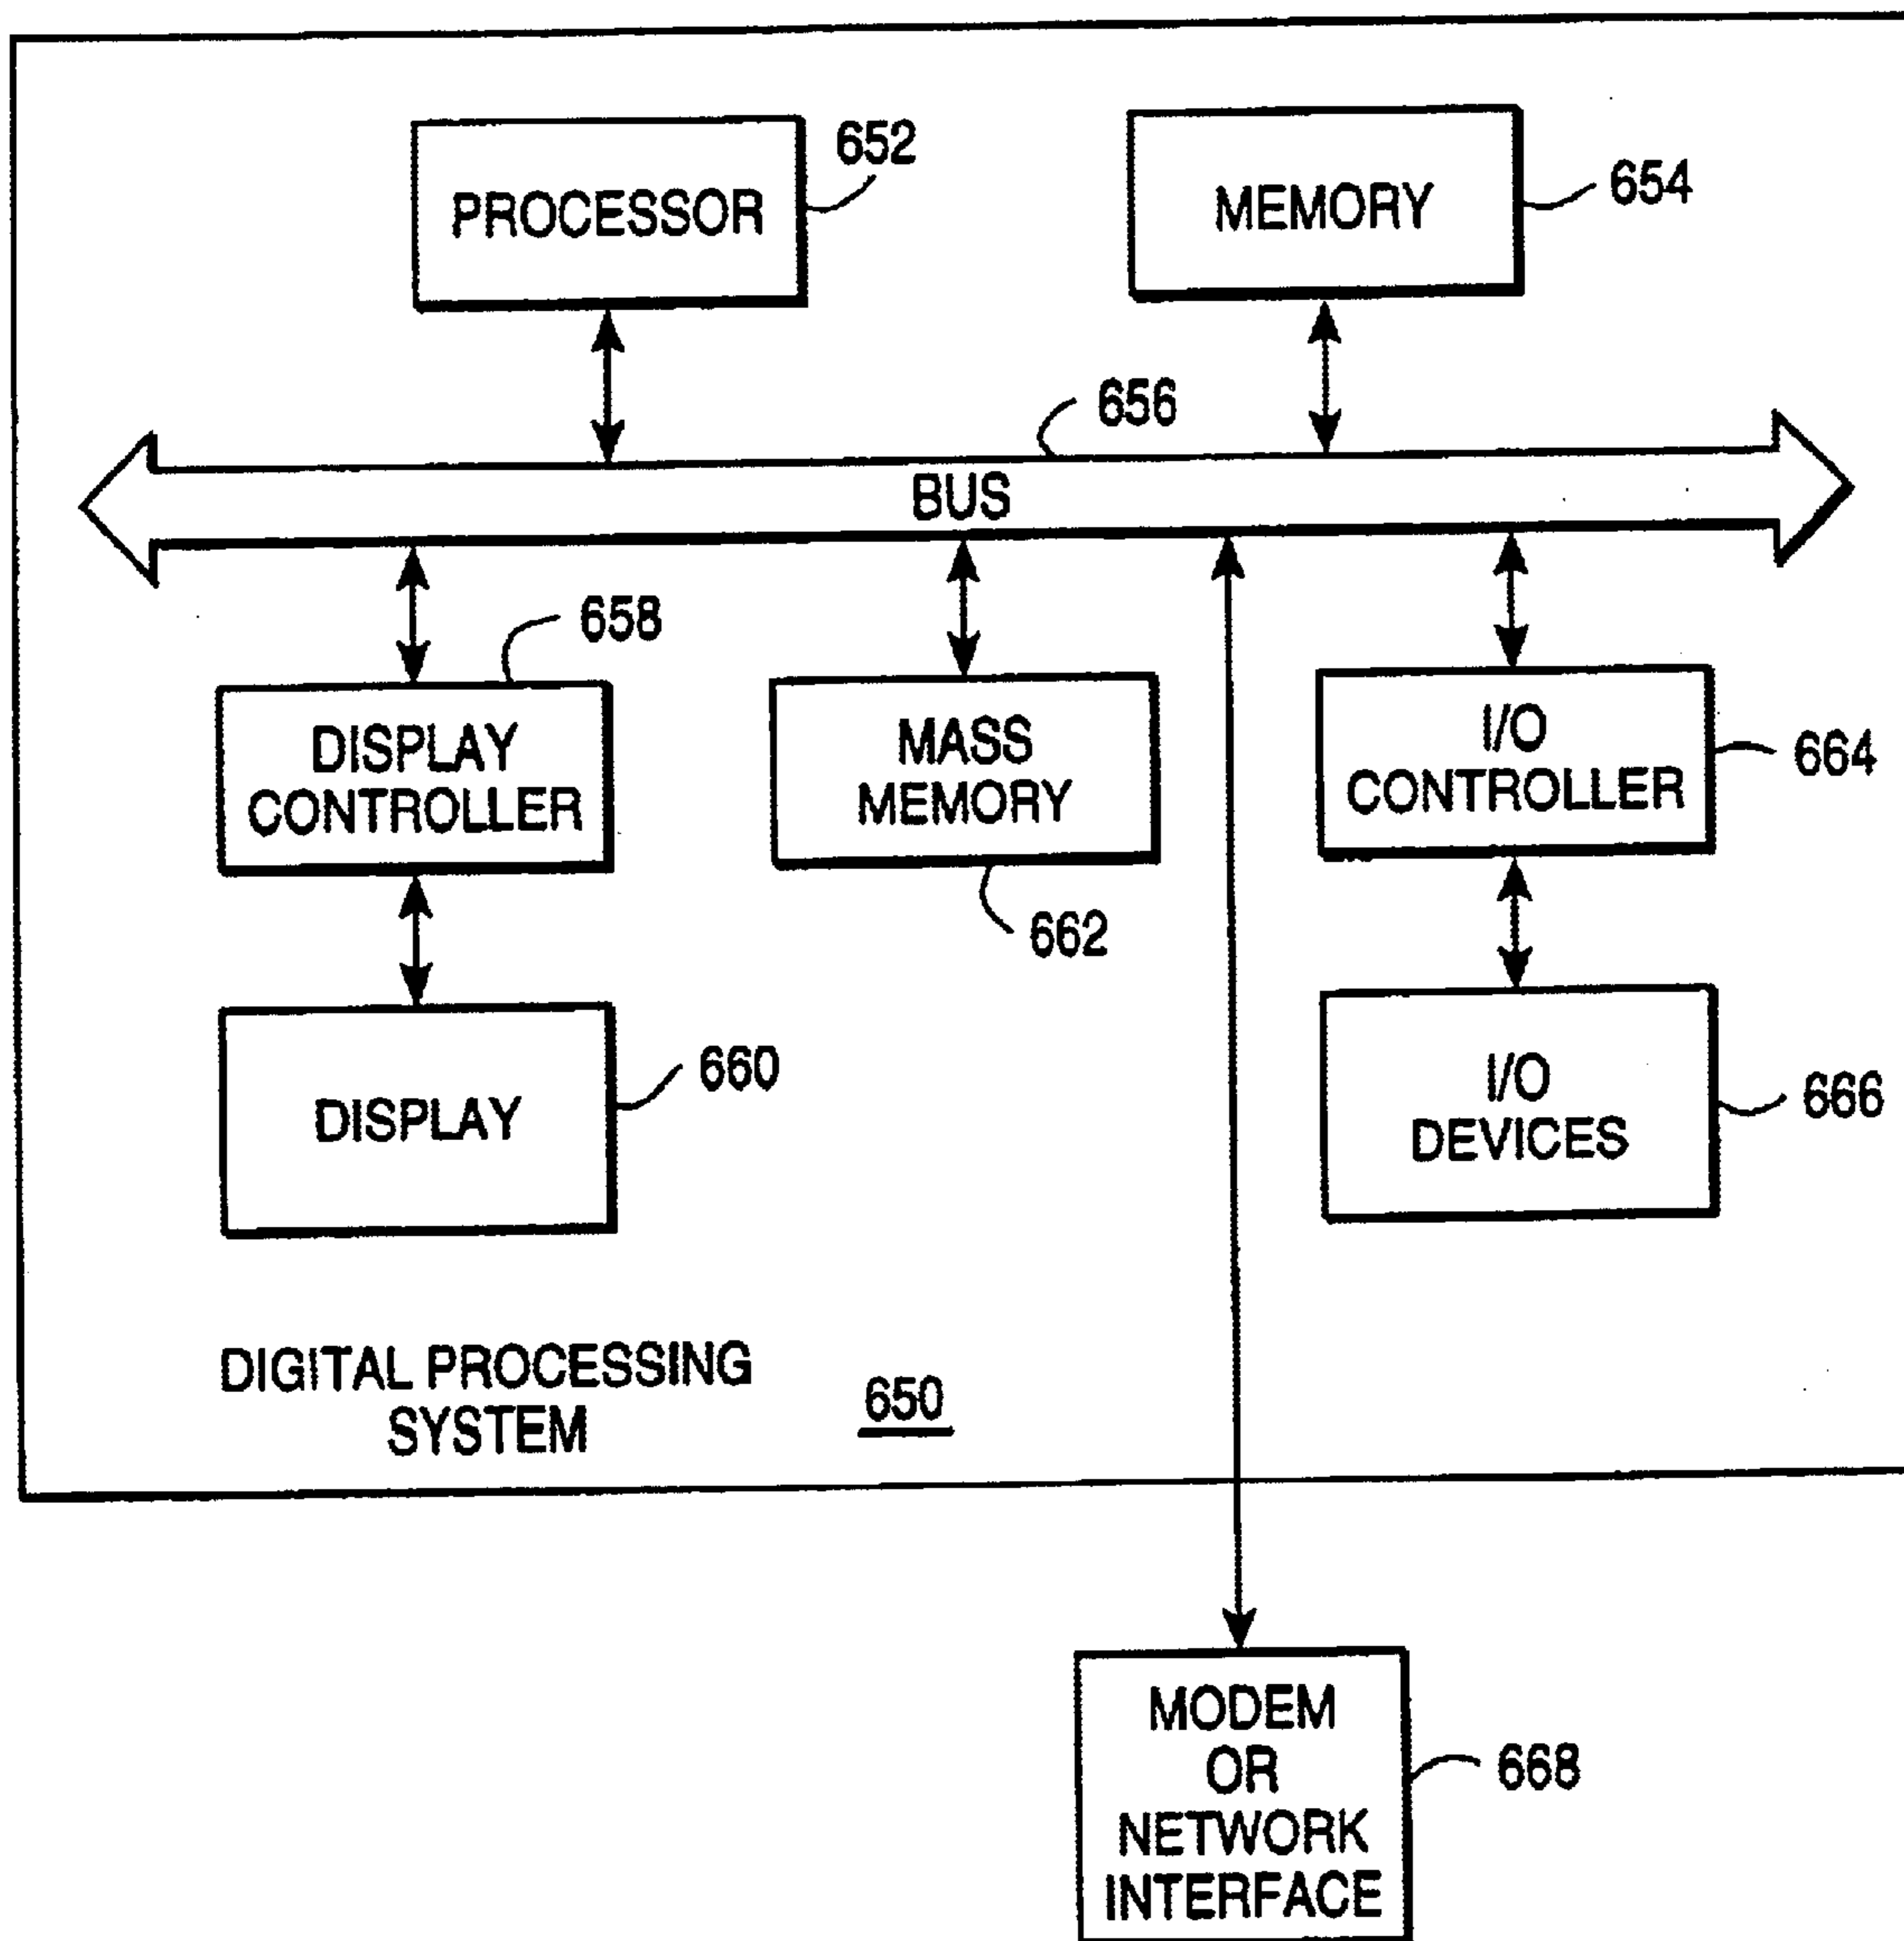 PROCESSOR
652
MEMORY
654
656
BUS
658
DISPLAY
CONTROLLER
MASS
MEMORY
662
I/O
CONTROLLER
664
DISPLAY
660
I/O
DEVICES
666
DIGITAL PROCESSING
SYSTEM
650
MODEM
OR
NETWORK
INTERFACE
668